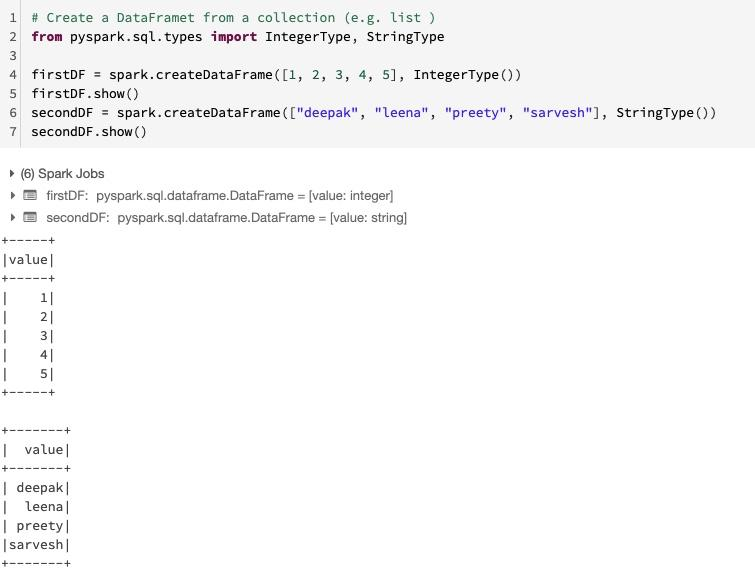 1 # Create a DataFramet from a collection (e.g. list )
2 from pyspark.sql.types import IntegerType, StringType
3
4 firstDF = spark.createDataFrame([1, 2, 3, 4, 5], IntegerType())
5 firstDF.show()
6 secondDF = spark.createDataFrame(["deepak", "leena", "preety", "sarvesh"], StringType())
7 secondDF.show()
(6) Spark Jobs
firstDF: pyspark.sql.dataframe.DataFrame = [value: integer]
secondDF: pyspark.sql.dataframe.DataFrame = [value: string]
+-----+
|value|
+-----+
|    1|
|    2|
|    3|
|    4|
|    5|
+-----+
+-------+
|  value|
+-------+
| deepak|
|  leena|
| preety|
|sarvesh|
+-------+